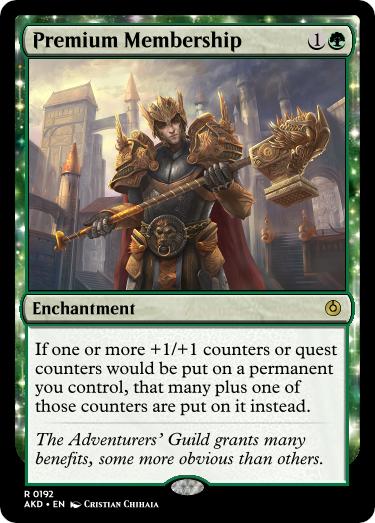 Premium Membership 1
Enchantment
If one or more +1/+1 counters or quest
counters would be put on a permanent
you control, that many plus one of
those counters are put on it instead.
The Adventurers' Guild grants many
benefits, some more obvious than others.
R 0192
AKD • EN Cristian Chihaia